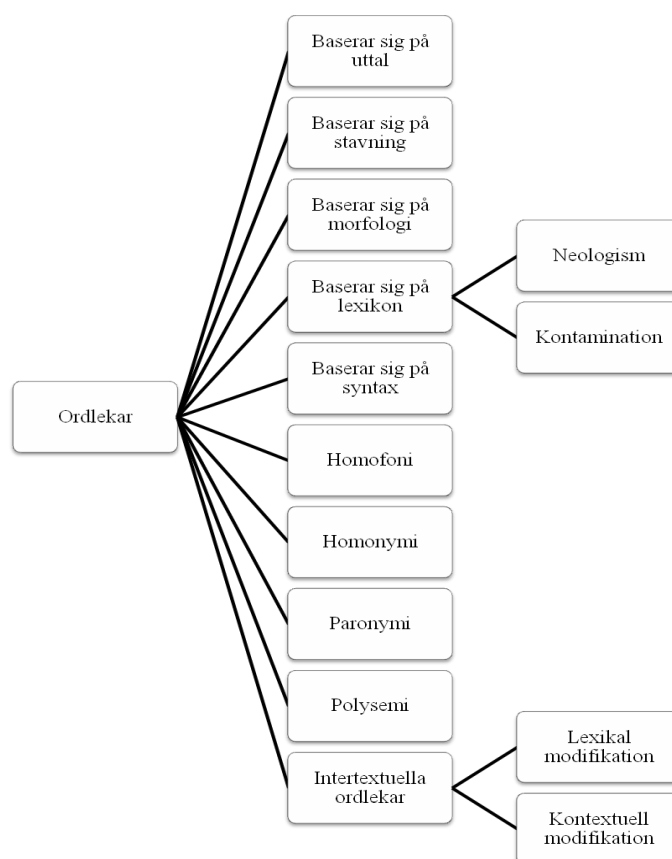 Ordlekar
Baserar sig på
uttal
Baserar sig på
stavning
Baserar sig på
morfologi
Baserar sig på
lexikon
Neologism
Kontamination
Baserar sig på
syntax
Homofoni
Homonymi
Paronymi
Polysemi
Intertextuella
ordlekar
Lexikal
modifikation
Kontextuell
modifikation